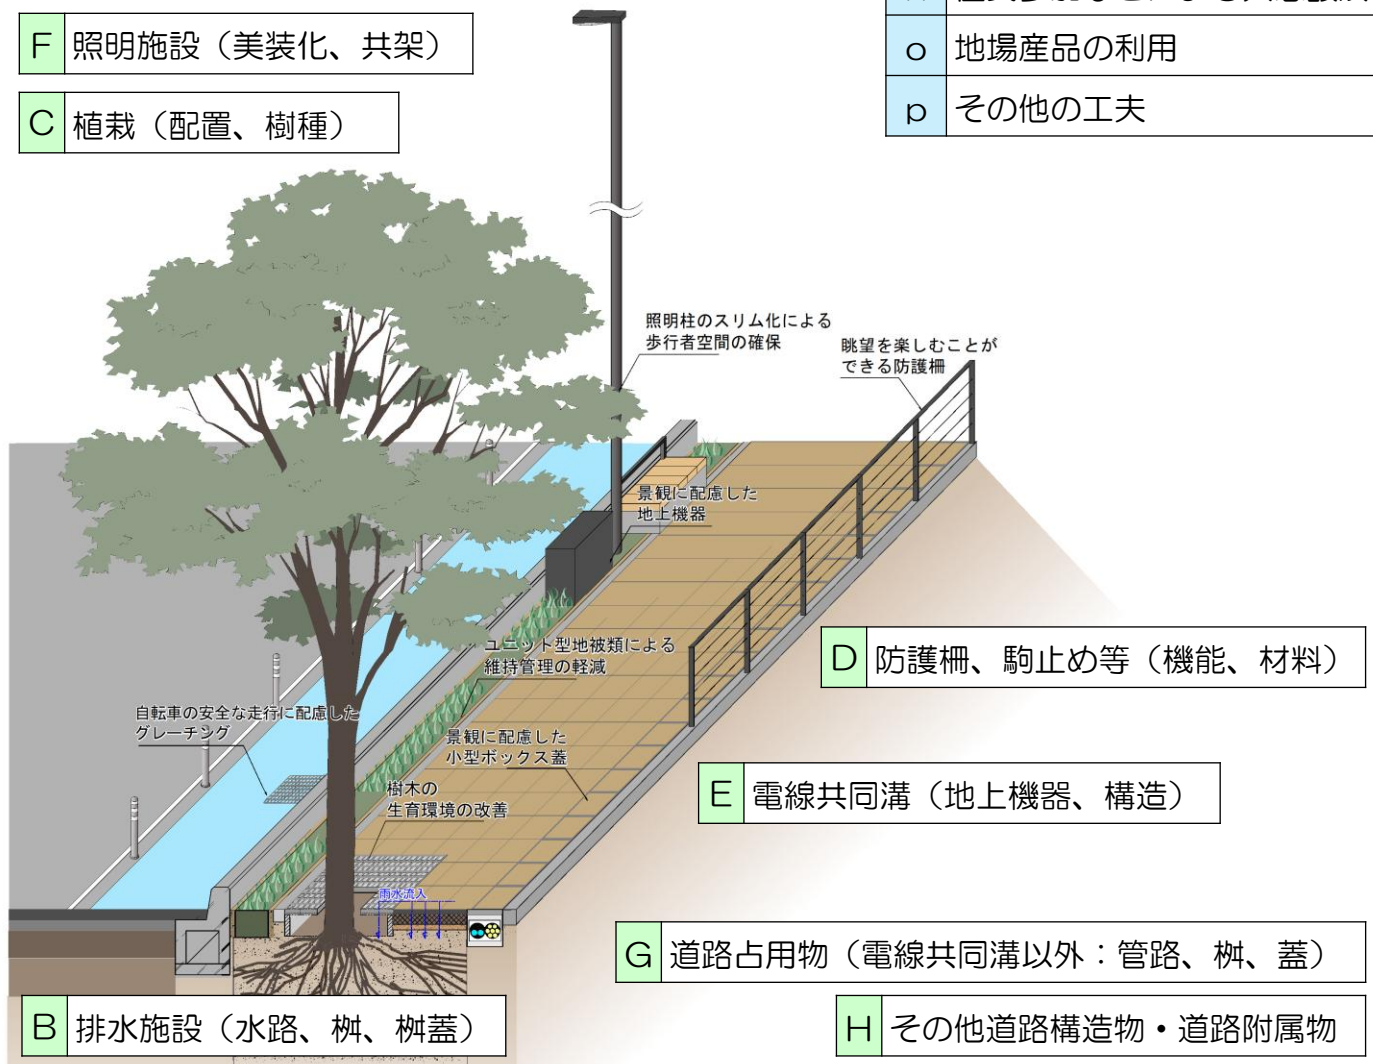 F 照明施設（美装化、共架）
C 植栽（配置、樹種）
o 地場産品の利用
p その他の工夫
照明柱のスリム化による
歩行者空間の確保
眺望を楽しむことが
できる防護柵
景観に配慮した
地上機器
ユニット型地被類による
維持管理の軽減
自転車の安全な走行に配慮した
グレーチング
景観に配慮した
小型ボックス蓋
樹木の
生育環境の改善
雨水流入
D 防護柵、駒止め等（機能、材料）
E 電線共同溝（地上機器、構造）
G 道路占用物（電線共同溝以外：管路、桝、蓋）
B 排水施設（水路、桝、桝蓋）
H その他道路構造物・道路附属物